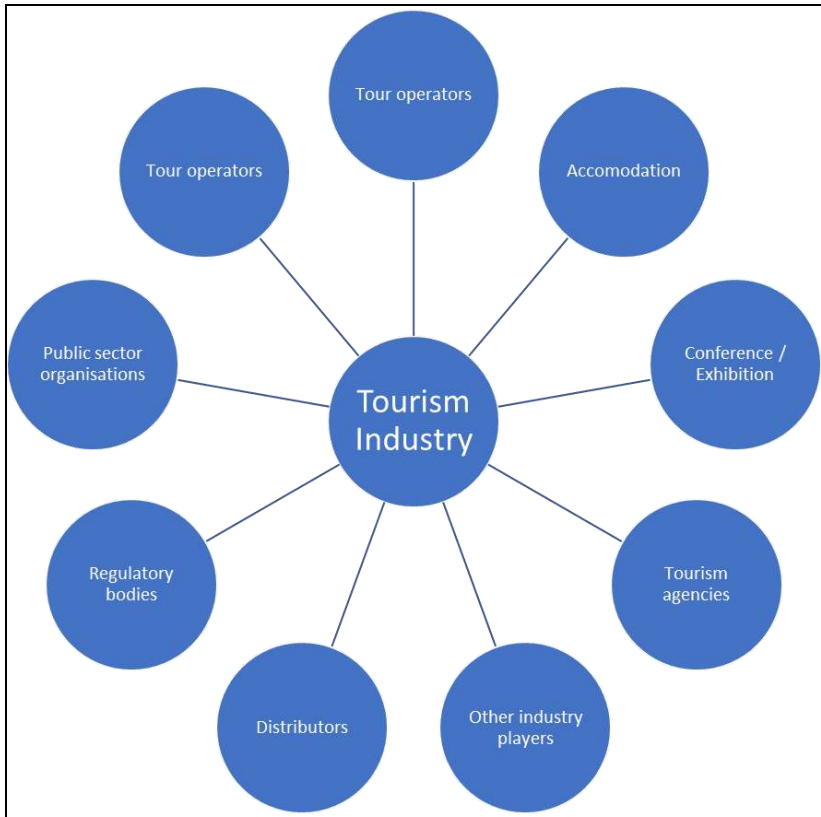 Tour operators
Tour operators
Accomodation
Public sector
organisations
Conference /
Exhibition
Tourism
Industry
Regulatory
bodies
Tourism
agencies
Distributors
Other industry
players